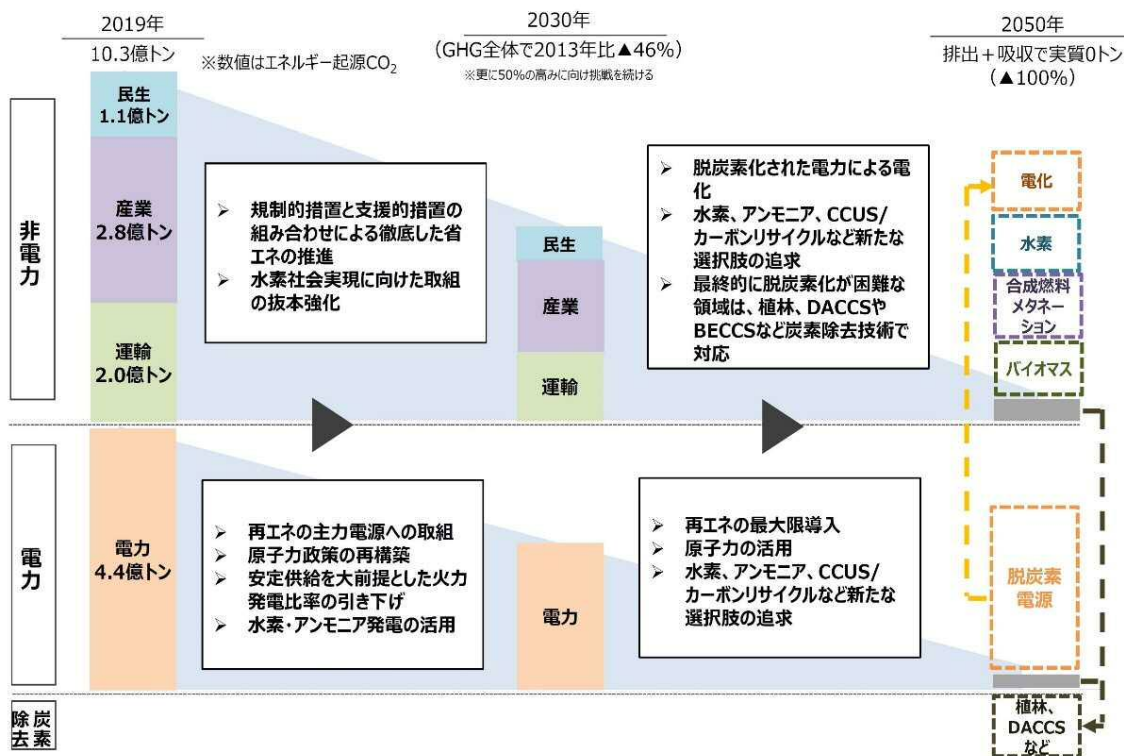 2019年
10.3億トン
※数値はエネルギー起源CO2
2030年
(GHG全体で2013年比▲46%)
※更に50%の高みに向け挑戦を続ける
2050年
排出+吸収で実質0トン
(▲100%)
非電力
民生
1.1億トン
産業
2.8億トン
運輸
2.0億トン
➢ 規制的措置と支援的措置の
組み合わせによる徹底した省
エネの推進
➢ 水素社会実現に向けた取組
の抜本強化
民生
産業
運輸
➢ 脱炭素化された電力による電
化
➢ 水素、アンモニア、CCUS/
カーボンリサイクルなど新たな
選択肢の追求
➢ 最終的に脱炭素化が困難な
領域は、植林、DACCSや
BECCSなど炭素除去技術で
対応
電化
水素
合成燃料
メタネー
ション
バイオマス
電力
電力
4.4億トン
➢ 再エネの主力電源への取組
➢ 原子力政策の再構築
➢ 安定供給を大前提とした火力
発電比率の引き下げ
➢ 水素・アンモニア発電の活用
電力
➢ 再エネの最大限導入
➢ 原子力の活用
➢ 水素、アンモニア、CCUS/
カーボンリサイクルなど新たな
選択肢の追求
脱炭素
電源
炭素
除去
植林、
DACCS
など